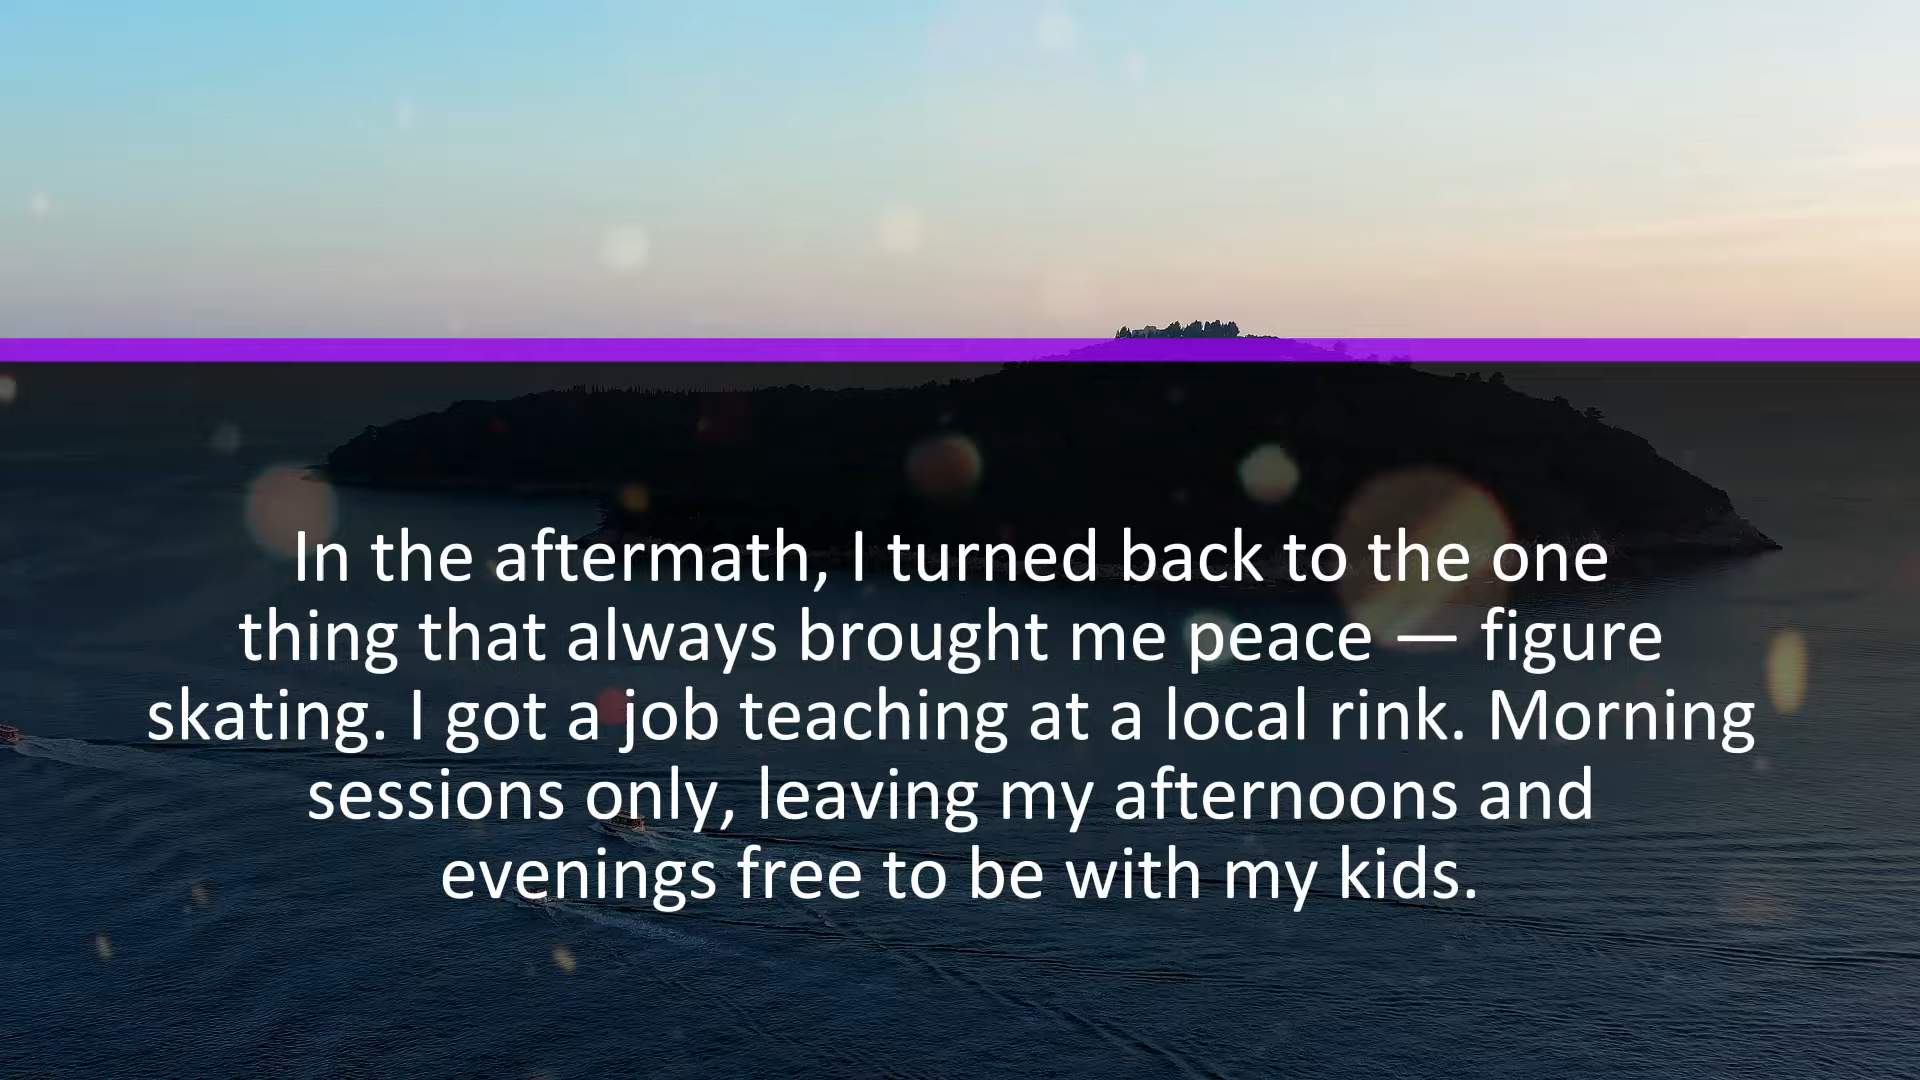 In the aftermath, I turned back to the one
thing that always brought me peace — figure
skating. I got a job teaching at a local rink. Morning
sessions only, leaving my afternoons and
evenings free to be with my kids.